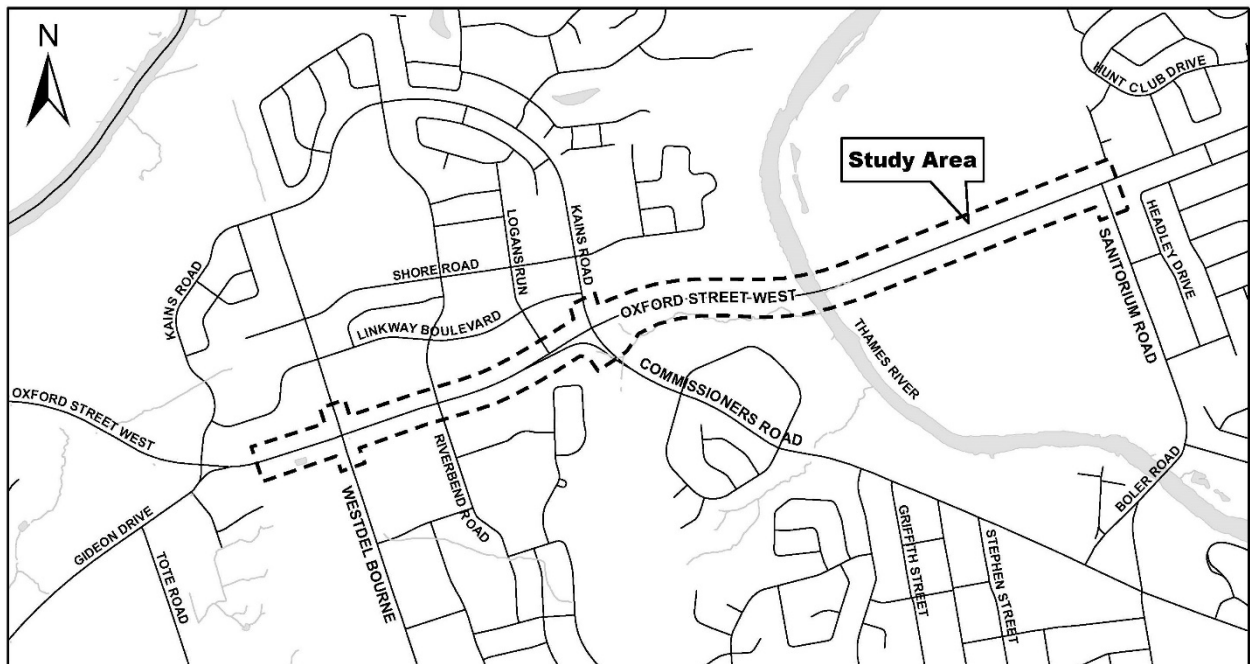 N
HUNT CLUB DRIVE
Study Area
KAINS ROAD
LOGANS RUN
HEADLEY DRIVE
SANITORIUM ROAD
KAINS ROAD
SHORE ROAD
OXFORD STREET WEST
LINKWAY BOULEVARD
THAMES RIVER
COMMISSIONERS ROAD
OXFORD STREET WEST
RIVERBEND ROAD
BOLER ROAD
WESTDEL BOURNE
GIDEON DRIVE
TOTE ROAD
GRIFFITH STREET
STEPHEN STREET